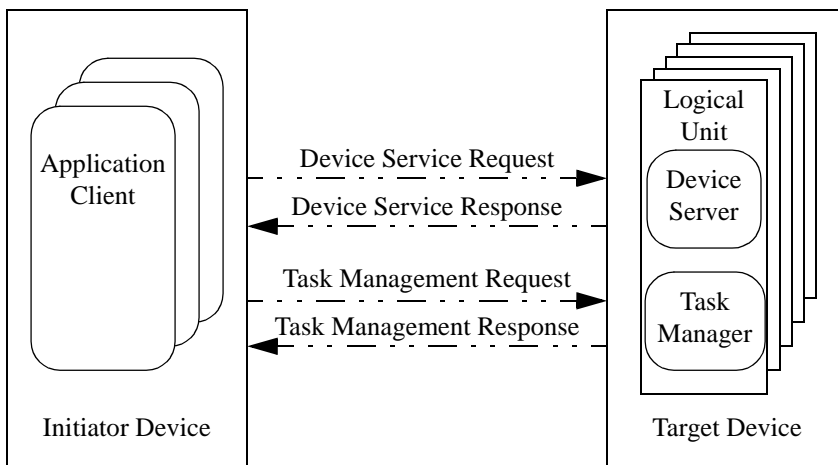 Application
Client
Initiator Device
Device Service Request
Device Service Response
Task Management Request
Task Management Response
Logical
Unit
Device
Server
Task
Manager
Target Device